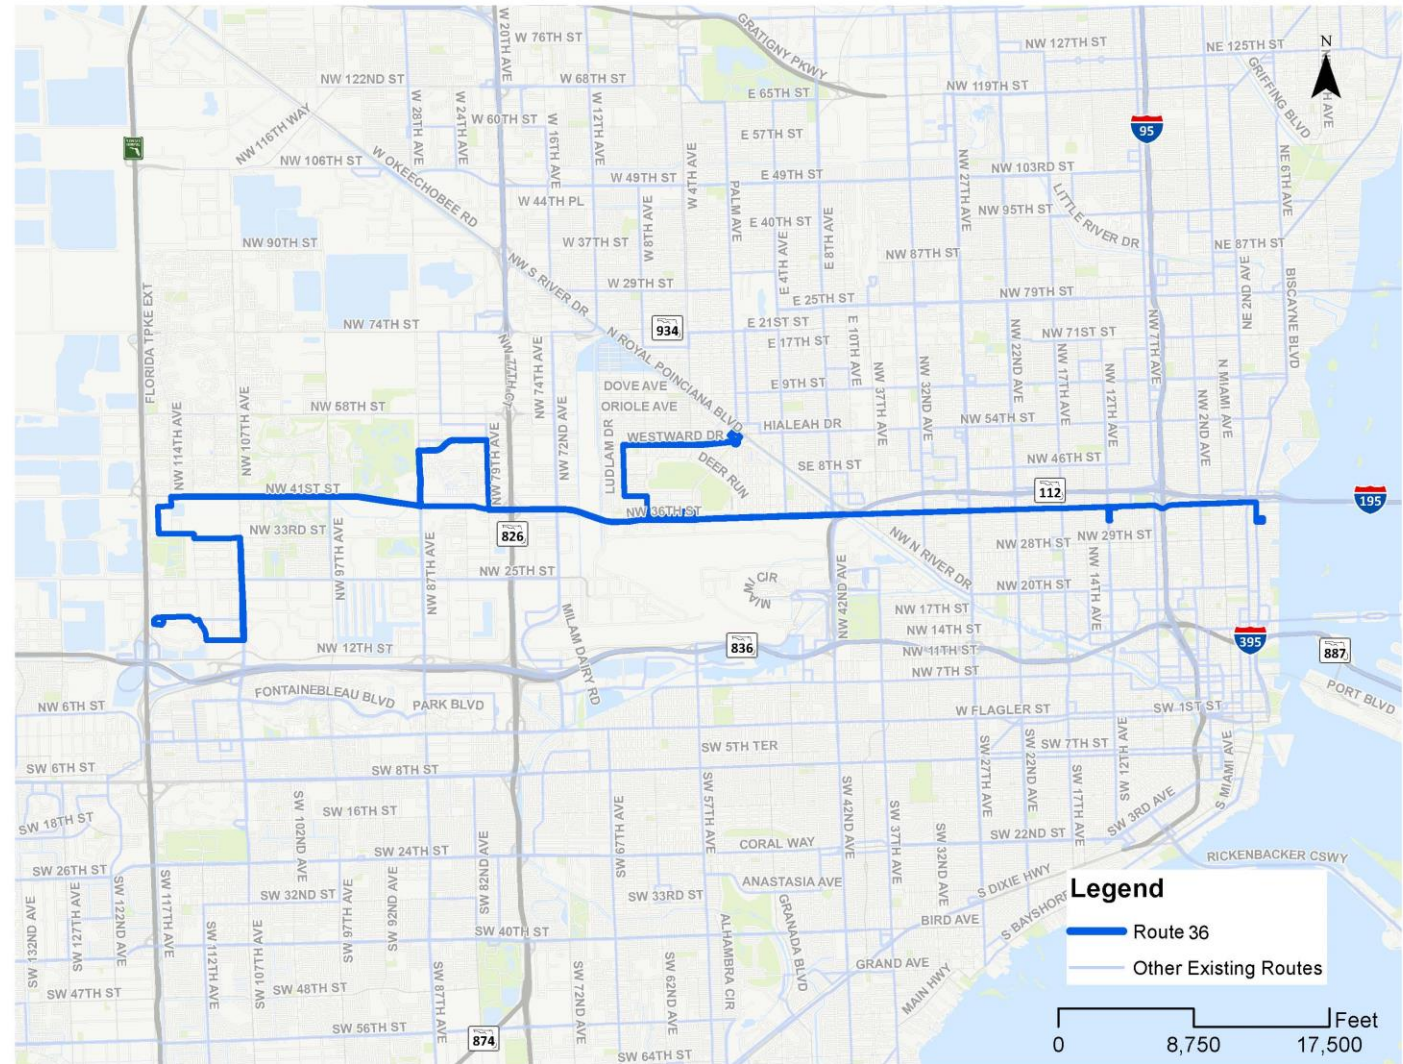 W 76TH ST
W 20TH AVE
GRATIGNY PKWY
NW 127TH ST
NE 125TH ST
N
GRIFFING BLVD
NW 122ND ST
W 68TH ST
E 65TH ST
NW 119TH ST
NW 116TH WAY
W 28TH AVE
W 24TH AVE
W 60TH ST
W 16TH AVE
W 12TH AVE
E 57TH ST
95
NW 106TH ST
W OKEECHOBEE RD
W 49TH ST
W 4TH AVE
E 49TH ST
NW 27TH AVE
NW 103RD ST
NE 6TH AVE
W 44TH PL
W 8TH AVE
PALM AVE
E 40TH ST
E 4TH AVE
E 8TH AVE
NW 95TH ST
LITTLE RIVER DR
NW 90TH ST
W 37TH ST
NW 87TH ST
NE 87TH ST
NW S RIVER DR
W 29TH ST
E 25TH ST
NW 79TH ST
NE 2ND AVE
BISCAYNE BLVD
FLORIDA TPKE EXT
NW 74TH ST
934
N ROYAL POINCIANA BLVD
E 21ST ST
E 17TH ST
E 10TH AVE
NW 71ST ST
NW 22ND AVE
NW 17TH AVE
NW 7TH AVE
NW 77TH CT
NW 74TH AVE
NW 72ND AVE
DOVE AVE
ORIOLE AVE
E 9TH ST
NW 37TH AVE
NW 32ND AVE
NW 12TH AVE
NW 2ND AVE
N MIAMI AVE
NW 114TH AVE
NW 107TH AVE
NW 58TH ST
NW 79TH AVE
LUDLAM DR
WESTWARD DR
HIALEAH DR
NW 54TH ST
DEER RUN
SE 8TH ST
NW 46TH ST
NW 41ST ST
NW 36TH ST
112
195
NW 33RD ST
NW 97TH AVE
NW 87TH AVE
826
NW N RIVER DR
NW 28TH ST
NW 29TH ST
NW 25TH ST
MIAMI CIR
NW 42ND AVE
NW 20TH ST
NW 14TH AVE
NW 17TH ST
MILAM DAIRY RD
NW 12TH ST
836
NW 14TH ST
NW 11TH ST
395
887
NW 7TH ST
FONTAINEBLEAU BLVD
PARK BLVD
PORT BLVD
NW 6TH ST
W FLAGLER ST
SW 1ST ST
SW 5TH TER
SW 7TH ST
SW 6TH ST
SW 8TH ST
SW 27TH AVE
SW 22ND AVE
SW 17TH AVE
SW 12TH AVE
S MIAMI AVE
SW 18TH ST
SW 102ND AVE
SW 16TH ST
SW 67TH AVE
SW 57TH AVE
SW 42ND AVE
SW 37TH AVE
SW 3RD AVE
SW 22ND ST
SW 24TH ST
CORAL WAY
SW 26TH ST
SW 82ND AVE
SW 32ND AVE
RICKENBACKER CSWY
SW 132ND AVE
SW 127TH AVE
SW 122ND AVE
SW 117TH AVE
SW 32ND ST
SW 97TH AVE
SW 92ND AVE
SW 33RD ST
ANASTASIA AVE
S DIXIE HWY
SW 112TH AVE
SW 107TH AVE
SW 40TH ST
ALHAMBRA CIR
GRANADA BLVD
BIRD AVE
S BAYSHOR
SW 47TH ST
SW 48TH ST
SW 87TH AVE
SW 72ND AVE
SW 62ND AVE
GRAND AVE
MAIN HWY
SW 56TH ST
874
SW 64TH ST
Legend
Route 36
Other Existing Routes
Feet
0 8,750 17,500